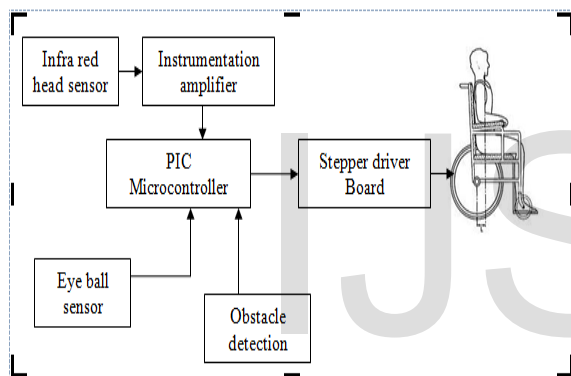 Infra red
head sensor
Instrumentation
amplifier
PIC
Microcontroller
Stepper driver
Board
Eye ball
sensor
Obstacle
detection
IJS